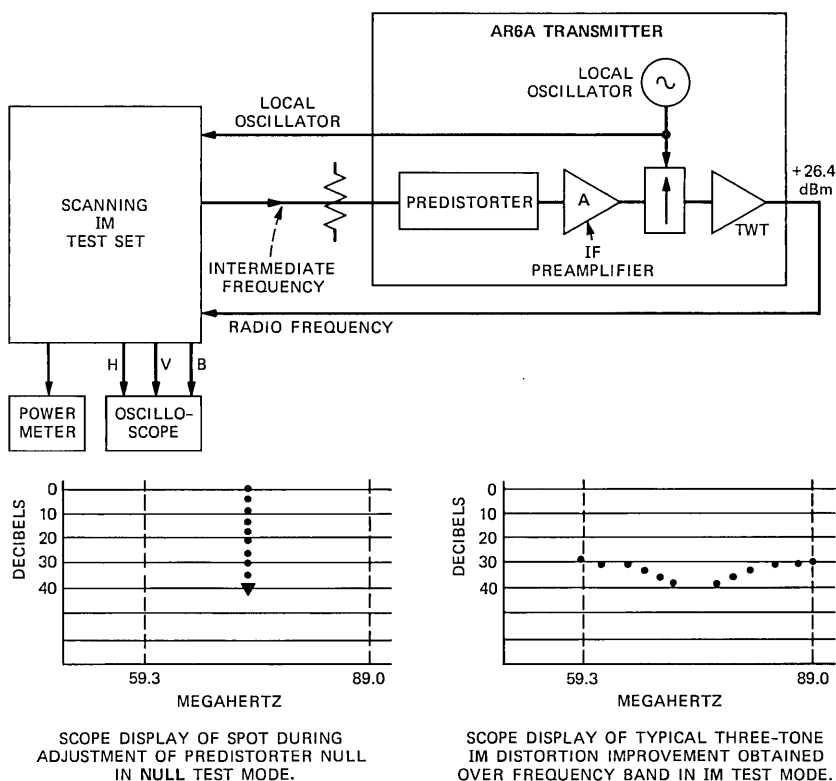 AR6A TRANSMITTER
LOCAL
OSCILLATOR
LOCAL
OSCILLATOR
+26.4
dBm
SCANNING
IM
TEST SET
PREDISTORTER
A
TWT
IF
PREAMPLIFIER
INTERMEDIATE
FREQUENCY
RADIO FREQUENCY
H
V
B
POWER
METER
OSCILLO-
SCOPE
DECIBELS
0
10
20
30
40
59.3
89.0
MEGAHERTZ
SCOPE DISPLAY OF SPOT DURING
ADJUSTMENT OF PREDISTORTER NULL
IN NULL TEST MODE.
DECIBELS
0
10
20
30
40
59.3
89.0
MEGAHERTZ
SCOPE DISPLAY OF TYPICAL THREE-TONE
IM DISTORTION IMPROVEMENT OBTAINED
OVER FREQUENCY BAND IN IM TEST MODE.